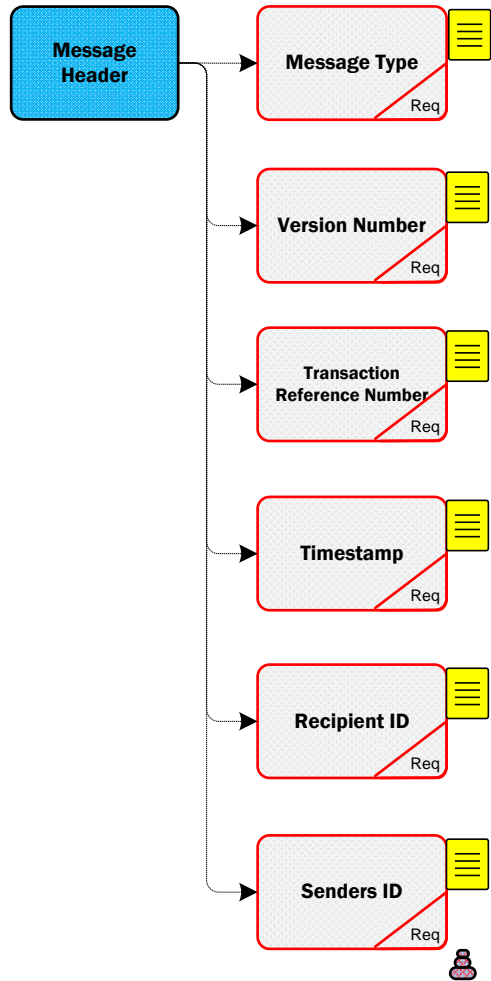 Message
Header
Message Type
Req
Version Number
Req
Transaction
Reference Number
Req
Timestamp
Req
Recipient ID
Req
Senders ID
Req